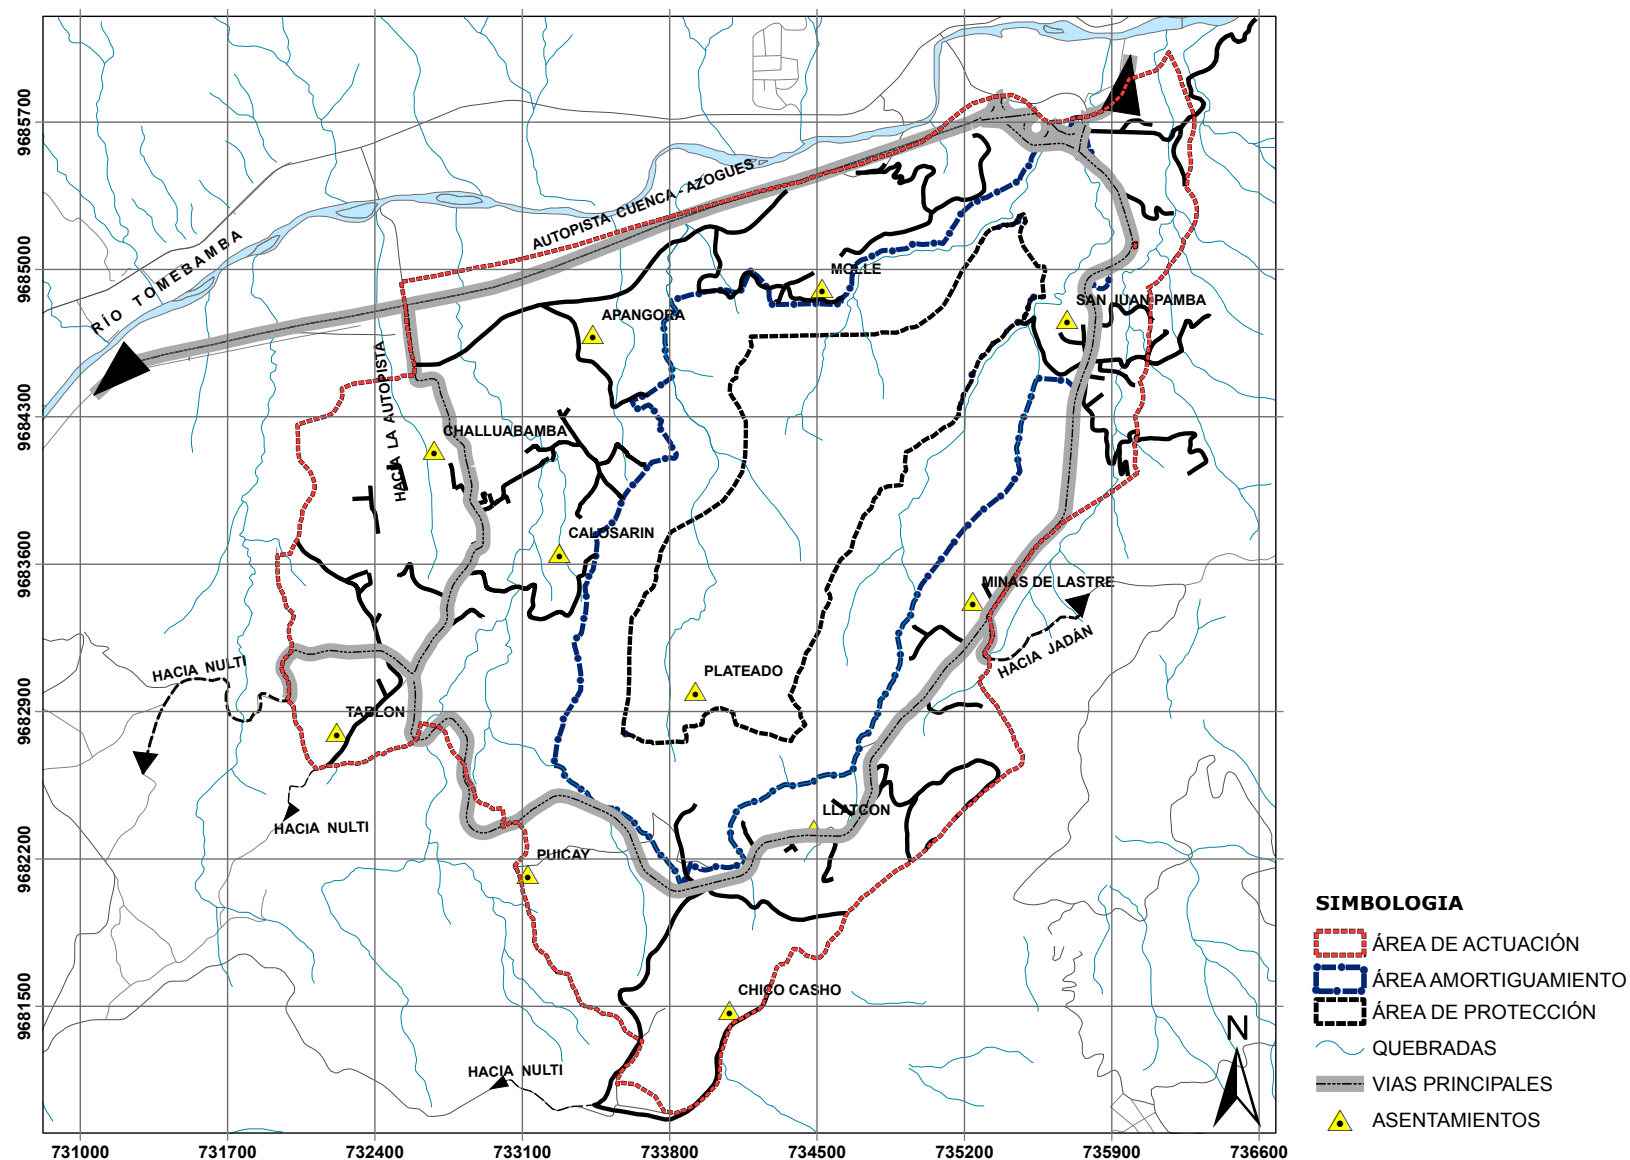 9685700
9685000
9684300
9683600
9682900
9682200
9681500
731000
731700
732400
733100
733800
734500
735200
735900
736600
RÍO TOMEBAMBA
AUTOPISTA CUENCA - AZOGUES
HACIA LA AUTOPISTA
MOLLE
SAN JUAN PAMBA
APANGORA
CHALLUABAMBA
CALOSARIN
MINAS DE LASTRE
HACIA JADÁN
HACIA NULTI
PLATEADO
TABLON
HACIA NULTI
LLATCON
PUICAY
CHICO CASHO
HACIA NULTI
N
SIMBOLOGIA
ÁREA DE ACTUACIÓN
ÁREA AMORTIGUAMIENTO
ÁREA DE PROTECCIÓN
QUEBRADAS
VIAS PRINCIPALES
ASENTAMIENTOS